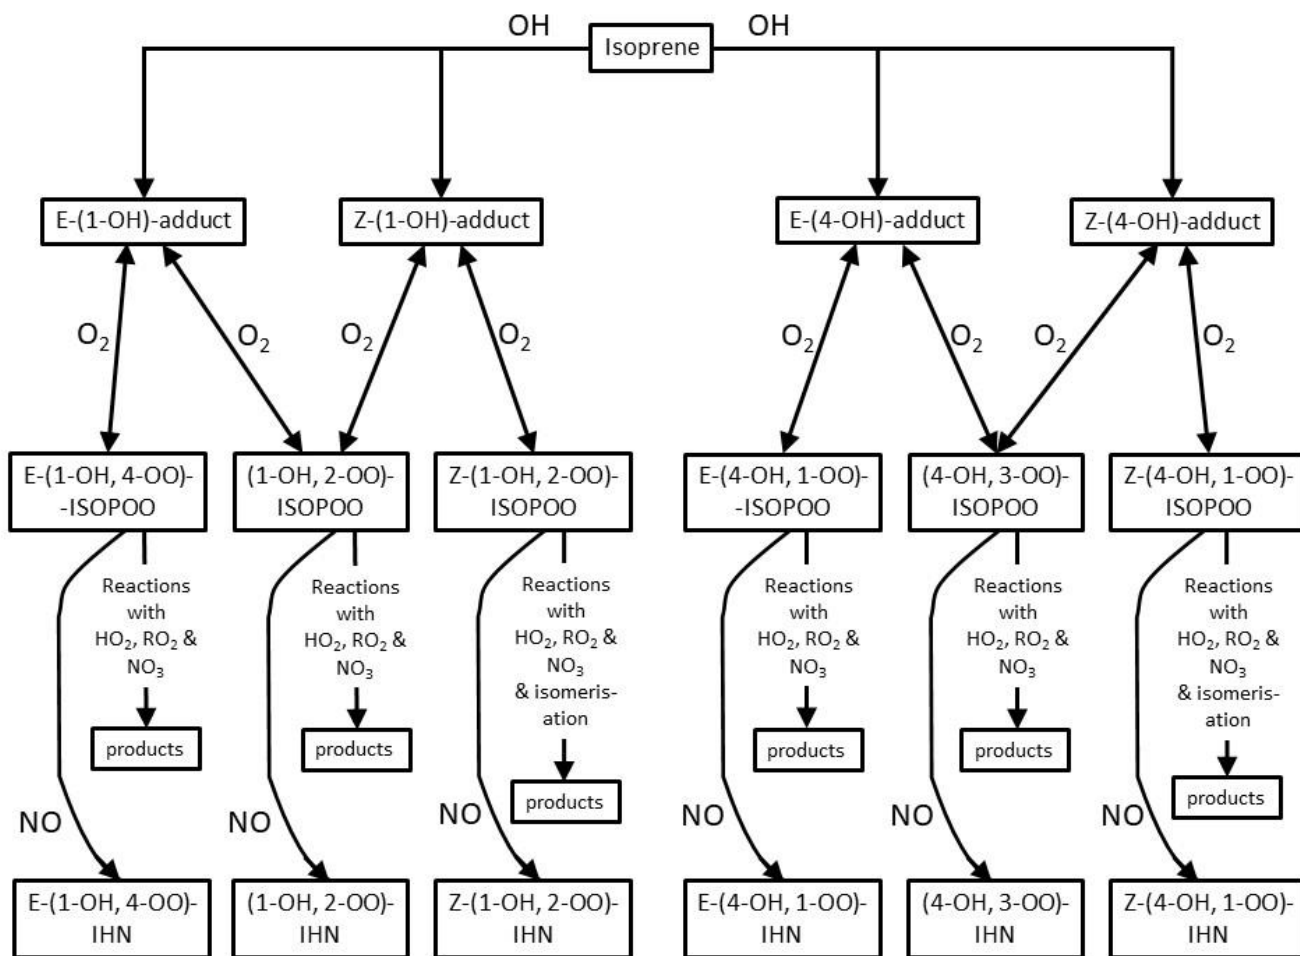 OH
Isoprene
OH
E-(1-OH)-adduct
Z-(1-OH)-adduct
E-(4-OH)-adduct
Z-(4-OH)-adduct
O₂
O₂
O₂
O₂
O₂
O₂
O₂
O₂
E-(1-OH, 4-OO)-
-ISOPOO
(1-OH, 2-OO)-
ISOPOO
Z-(1-OH, 2-OO)-
ISOPOO
E-(4-OH, 1-OO)-
-ISOPOO
(4-OH, 3-OO)-
ISOPOO
Z-(4-OH, 1-OO)-
ISOPOO
Reactions
with
HO₂, RO₂ &
NO₃
products
Reactions
with
HO₂, RO₂ &
NO₃
products
Reactions
with
HO₂, RO₂ &
NO₃
& isomeris-
ation
products
Reactions
with
HO₂, RO₂ &
NO₃
products
Reactions
with
HO₂, RO₂ &
NO₃
products
Reactions
with
HO₂, RO₂ &
NO₃
& isomeris-
ation
products
NO
NO
NO
NO
NO
NO
E-(1-OH, 4-OO)-
IHN
(1-OH, 2-OO)-
IHN
Z-(1-OH, 2-OO)-
IHN
E-(4-OH, 1-OO)-
IHN
(4-OH, 3-OO)-
IHN
Z-(4-OH, 1-OO)-
IHN